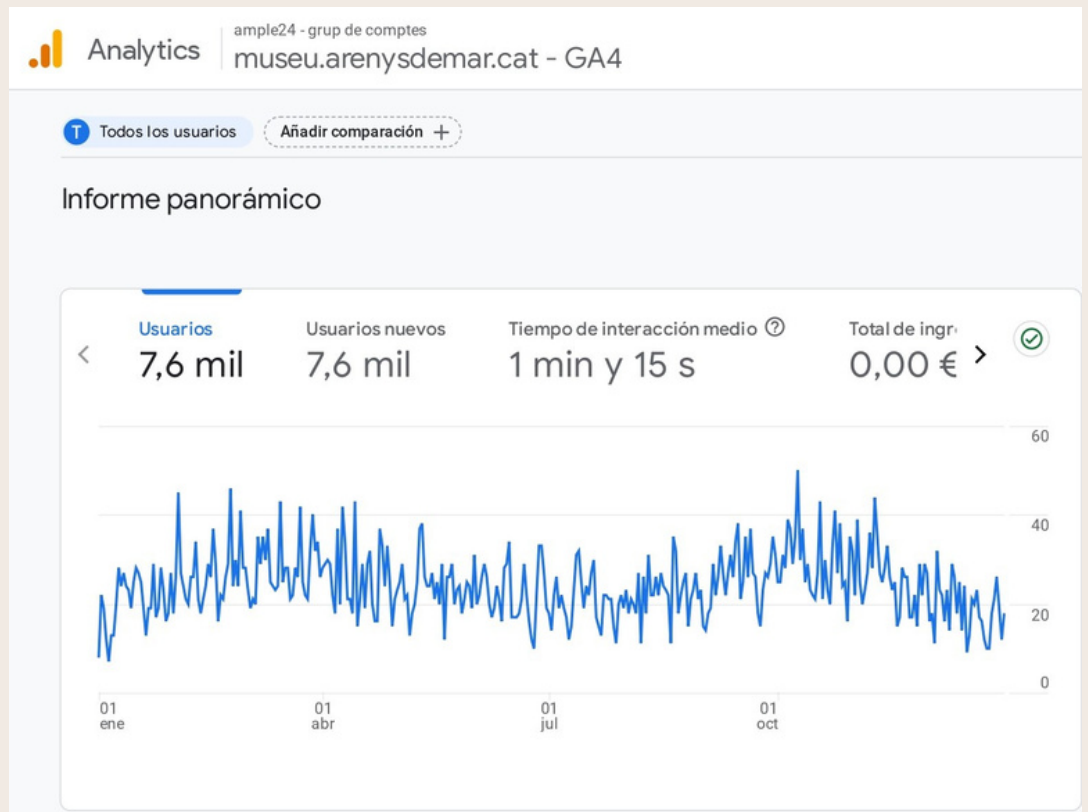 Analytics
ample24 - grup de comptes
museu.arenysdemar.cat - GA4
T Todos los usuarios
Añadir comparación +
Informe panorámico
Usuarios
7,6 mil
Usuarios nuevos
7,6 mil
Tiempo de interacción medio
1 min y 15 s
Total de ingr
0,00 €
60
40
20
0
01
ene
01
abr
01
jul
01
oct